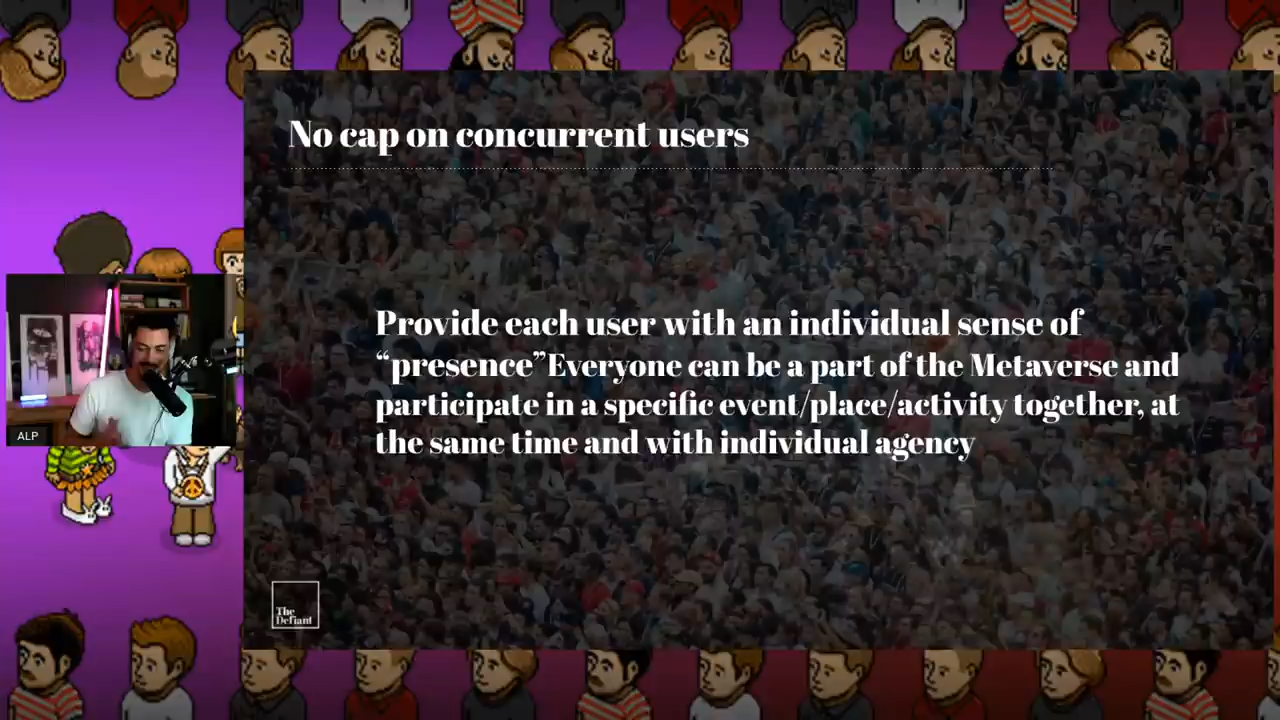 No cap on concurrent users
Provide each user with an individual sense of
“presence”Everyone can be a part of the Metaverse and
participate in a specific event/place/activity together, at
the same time and with individual agency
ALP
The
Defiant